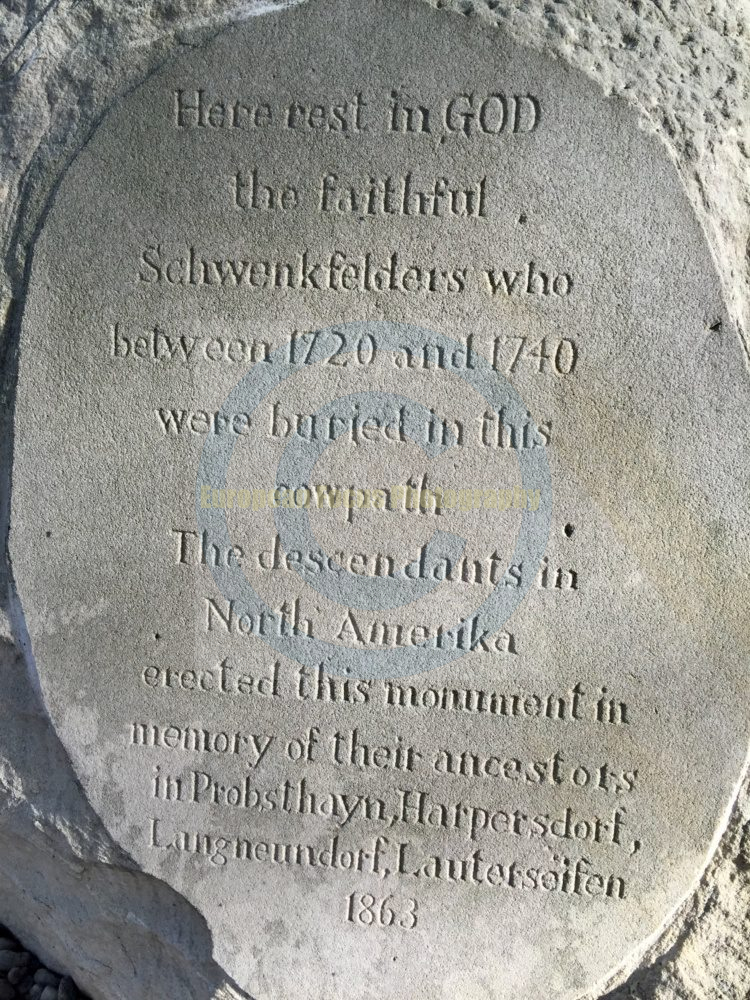 Here rest in GOD
the faithful
Schwenkfelders who
between 1720 and 1740
were buried in this
cowpath
The descendants in
North Amerika
erected this monument in
memory of their ancestors
in Probsthayn, Harpersdorf,
Langneundorf, Lauterseifen
1863